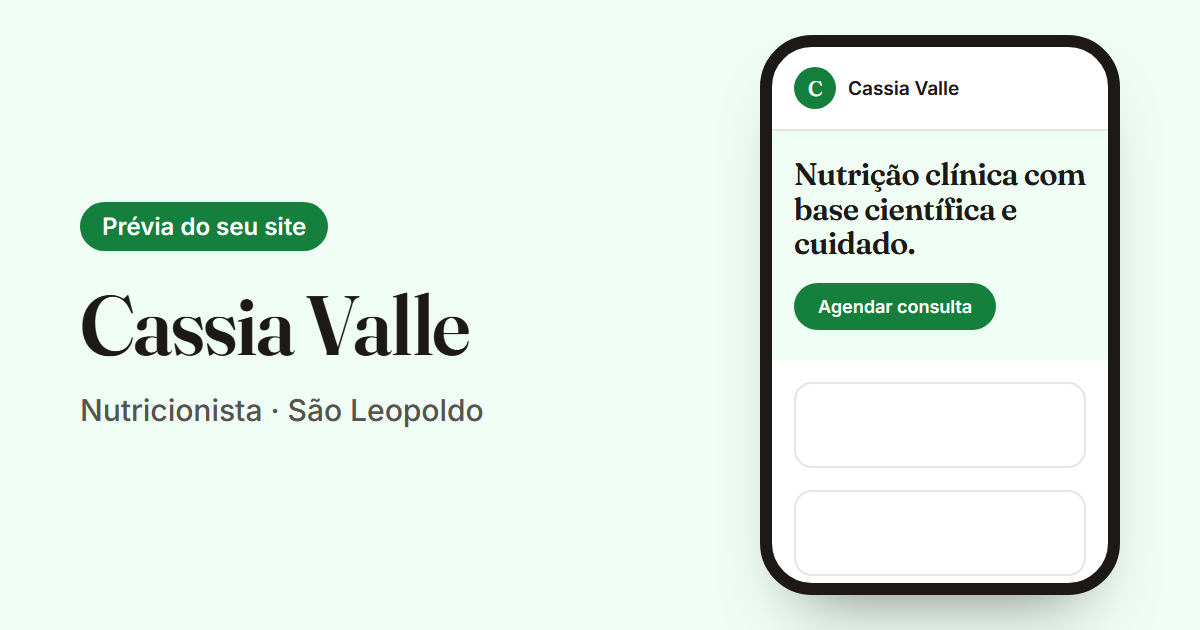 Prévia do seu site
Cassia Valle
Nutricionista · São Leopoldo
C
Cassia Valle
Nutrição clínica com
base científica e
cuidado.
Agendar consulta